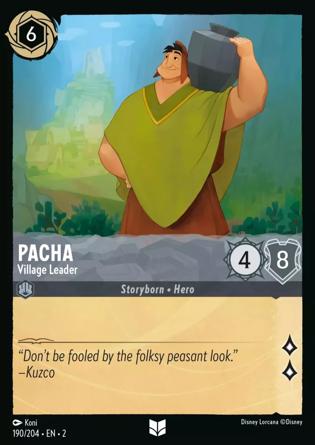 6
PACHA
Village Leader
4
8
Storyborn • Hero
“Don’t be fooled by the folksy peasant look.”
–Kuzco
Koni
190/204 • EN • 2
Disney Lorcana ©Disney